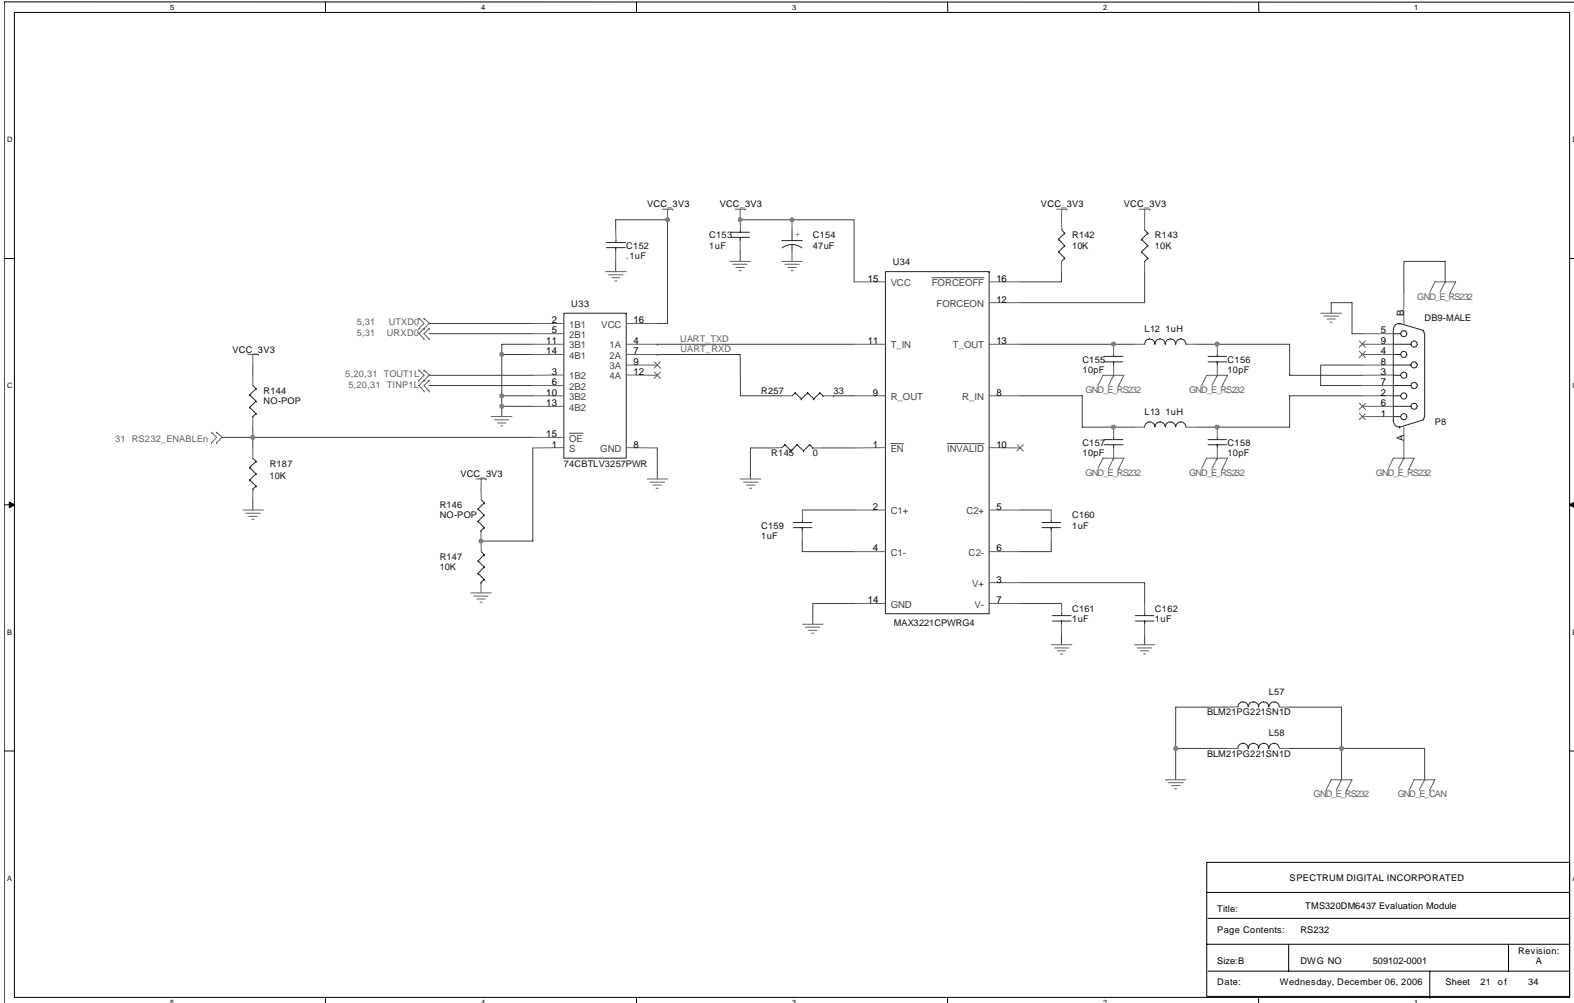 5 4 3 2 1
D
D
C
C
B
B
A
A
VCC_3V3
VCC_3V3
VCC_3V3
VCC_3V3
C152
.1uF
C153
1uF
C154
47uF
R142
10K
R143
10K
U33
2 1B1
5 2B1
11 3B1
14 4B1
3 1B2
6 2B2
10 3B2
13 4B2
15 OE
1 S
VCC 16
1A 4
2A 7
3A 9
4A 12
GND 8
74CBTLV3257PWR
5,31 UTXD0
5,31 URXD0
5,20,31 TOUT1L
5,20,31 TINP1L
31 RS232_ENABLEn
VCC_3V3
R144
NO-POP
R187
10K
VCC_3V3
R146
NO-POP
R147
10K
UART_TXD
UART_RXD
R257 33
R145 0
C159
1uF
U34
15 VCC
11 T_IN
9 R_OUT
1 EN
2 C1+
4 C1-
14 GND
FORCEOFF 16
FORCEON 12
T_OUT 13
R_IN 8
INVALID 10
C2+ 5
C2- 6
V+ 3
V- 7
MAX3221CPWRG4
C160
1uF
C161
1uF
C162
1uF
L12 1uH
C155
10pF
GND_E_RS232
C156
10pF
GND_E_RS232
L13 1uH
C157
10pF
GND_E_RS232
C158
10pF
GND_E_RS232
GND_E_RS232
DB9-MALE
B
5
9
4
8
3
7
2
6
1
A
P8
GND_E_RS232
L57
BLM21PG221SN1D
L58
BLM21PG221SN1D
GND_E_RS232
GND_E_CAN
SPECTRUM DIGITAL INCORPORATED
Title: TMS320DM6437 Evaluation Module
Page Contents: RS232
Size:B DWG NO 509102-0001 Revision: A
Date: Wednesday, December 06, 2006 Sheet 21 of 34
5 4 3 2 1